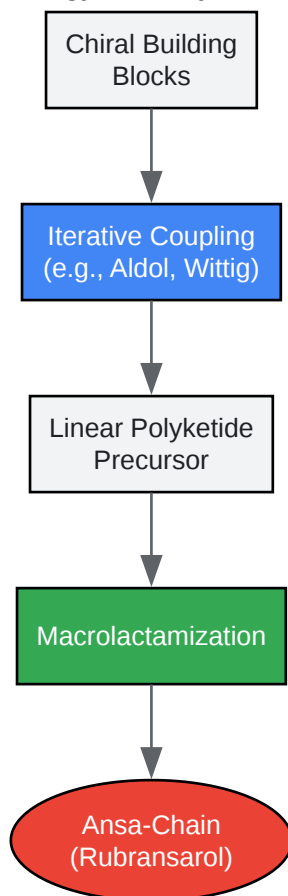 Chiral Building
Blocks
Iterative Coupling
(e.g., Aldol, Wittig)
Linear Polyketide
Precursor
Macrolactamization
Ansa-Chain
(Rubransarol)